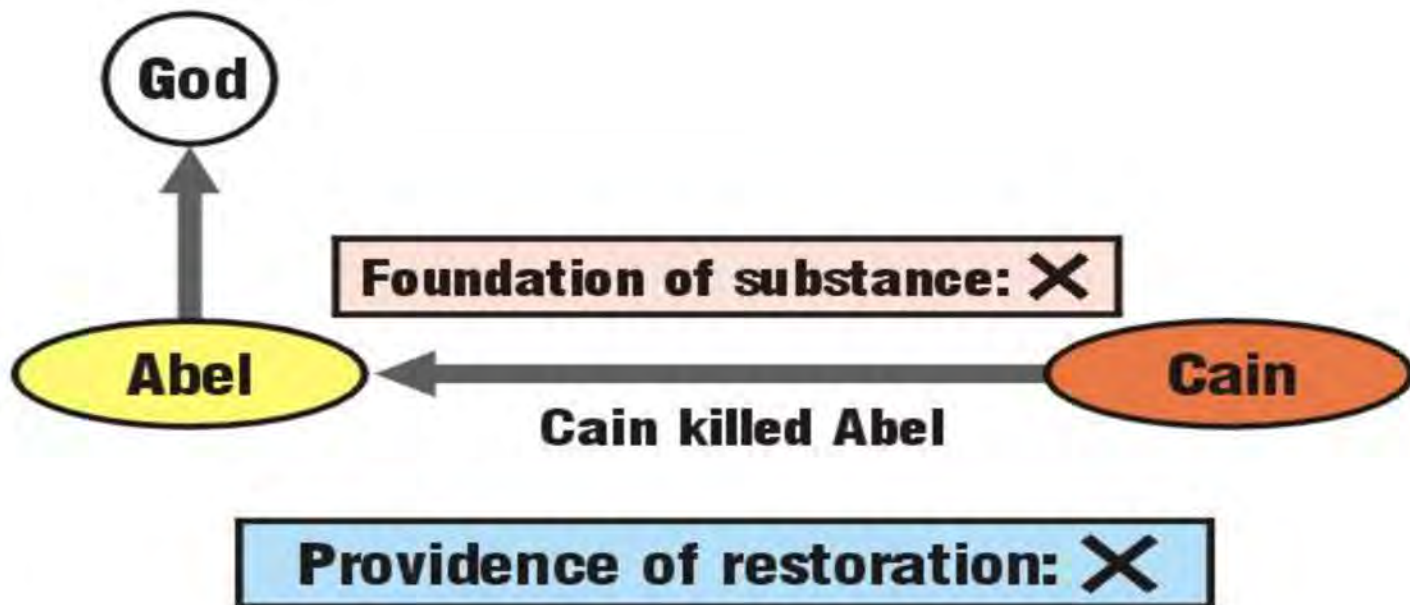 God
Foundation of substance: ✕
Abel
Cain
Cain killed Abel
Providence of restoration: ✕